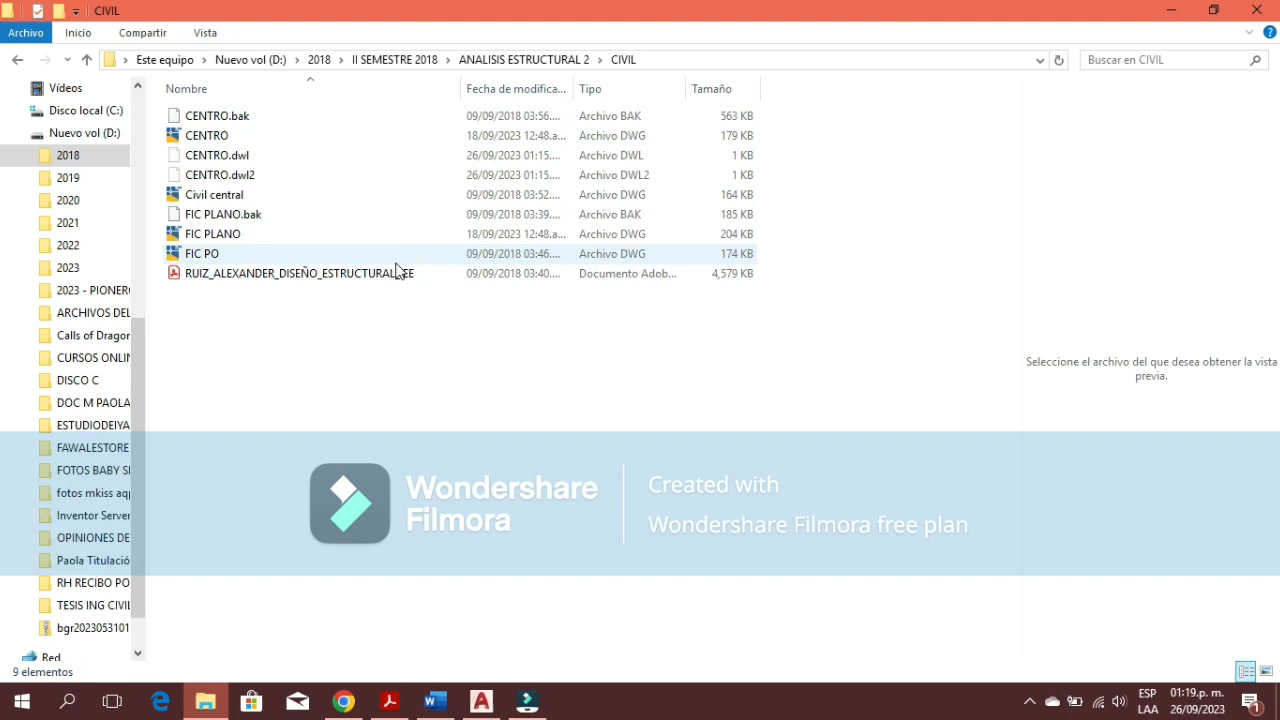 CIVIL
Archivo Inicio Compartir Vista
Este equipo Nuevo vol (D:) 2018 II SEMESTRE 2018 ANALISIS ESTRUCTURAL 2 CIVIL
Buscar en CIVIL
Vídeos
Disco local (C:)
Nuevo vol (D:)
2018
2019
2020
2021
2022
2023
2023 - PIONER
ARCHIVOS DEL
Calls of Dragon
CURSOS ONLIN
DISCO C
DOC M PAOLA
ESTUDIODEIYA
FAWALESTORE
FOTOS BABY S
fotos mkiss aqp
Inventor Server
OPINIONES DE
Paola Titulació
RH RECIBO PO
TESIS ING CIVIL
bgr2023053101
Red
Nombre Fecha de modifica... Tipo Tamaño
CENTRO.bak 09/09/2018 03:56.... Archivo BAK 563 KB
CENTRO 18/09/2023 12:48.a... Archivo DWG 179 KB
CENTRO.dwl 26/09/2023 01:15.... Archivo DWL 1 KB
CENTRO.dwl2 26/09/2023 01:15.... Archivo DWL2 1 KB
Civil central 09/09/2018 03:52.... Archivo DWG 164 KB
FIC PLANO.bak 09/09/2018 03:39.... Archivo BAK 185 KB
FIC PLANO 18/09/2023 12:48.a... Archivo DWG 204 KB
FIC PO 09/09/2018 03:46.... Archivo DWG 174 KB
RUIZ_ALEXANDER_DISEÑO_ESTRUCTURAL_EE 09/09/2018 03:40.... Documento Adob... 4,579 KB
Seleccione el archivo del que desea obtener la vista
previa.
Wondershare
Filmora
Created with
Wondershare Filmora free plan
9 elementos
ESP
LAA
01:19 p. m.
26/09/2023
1